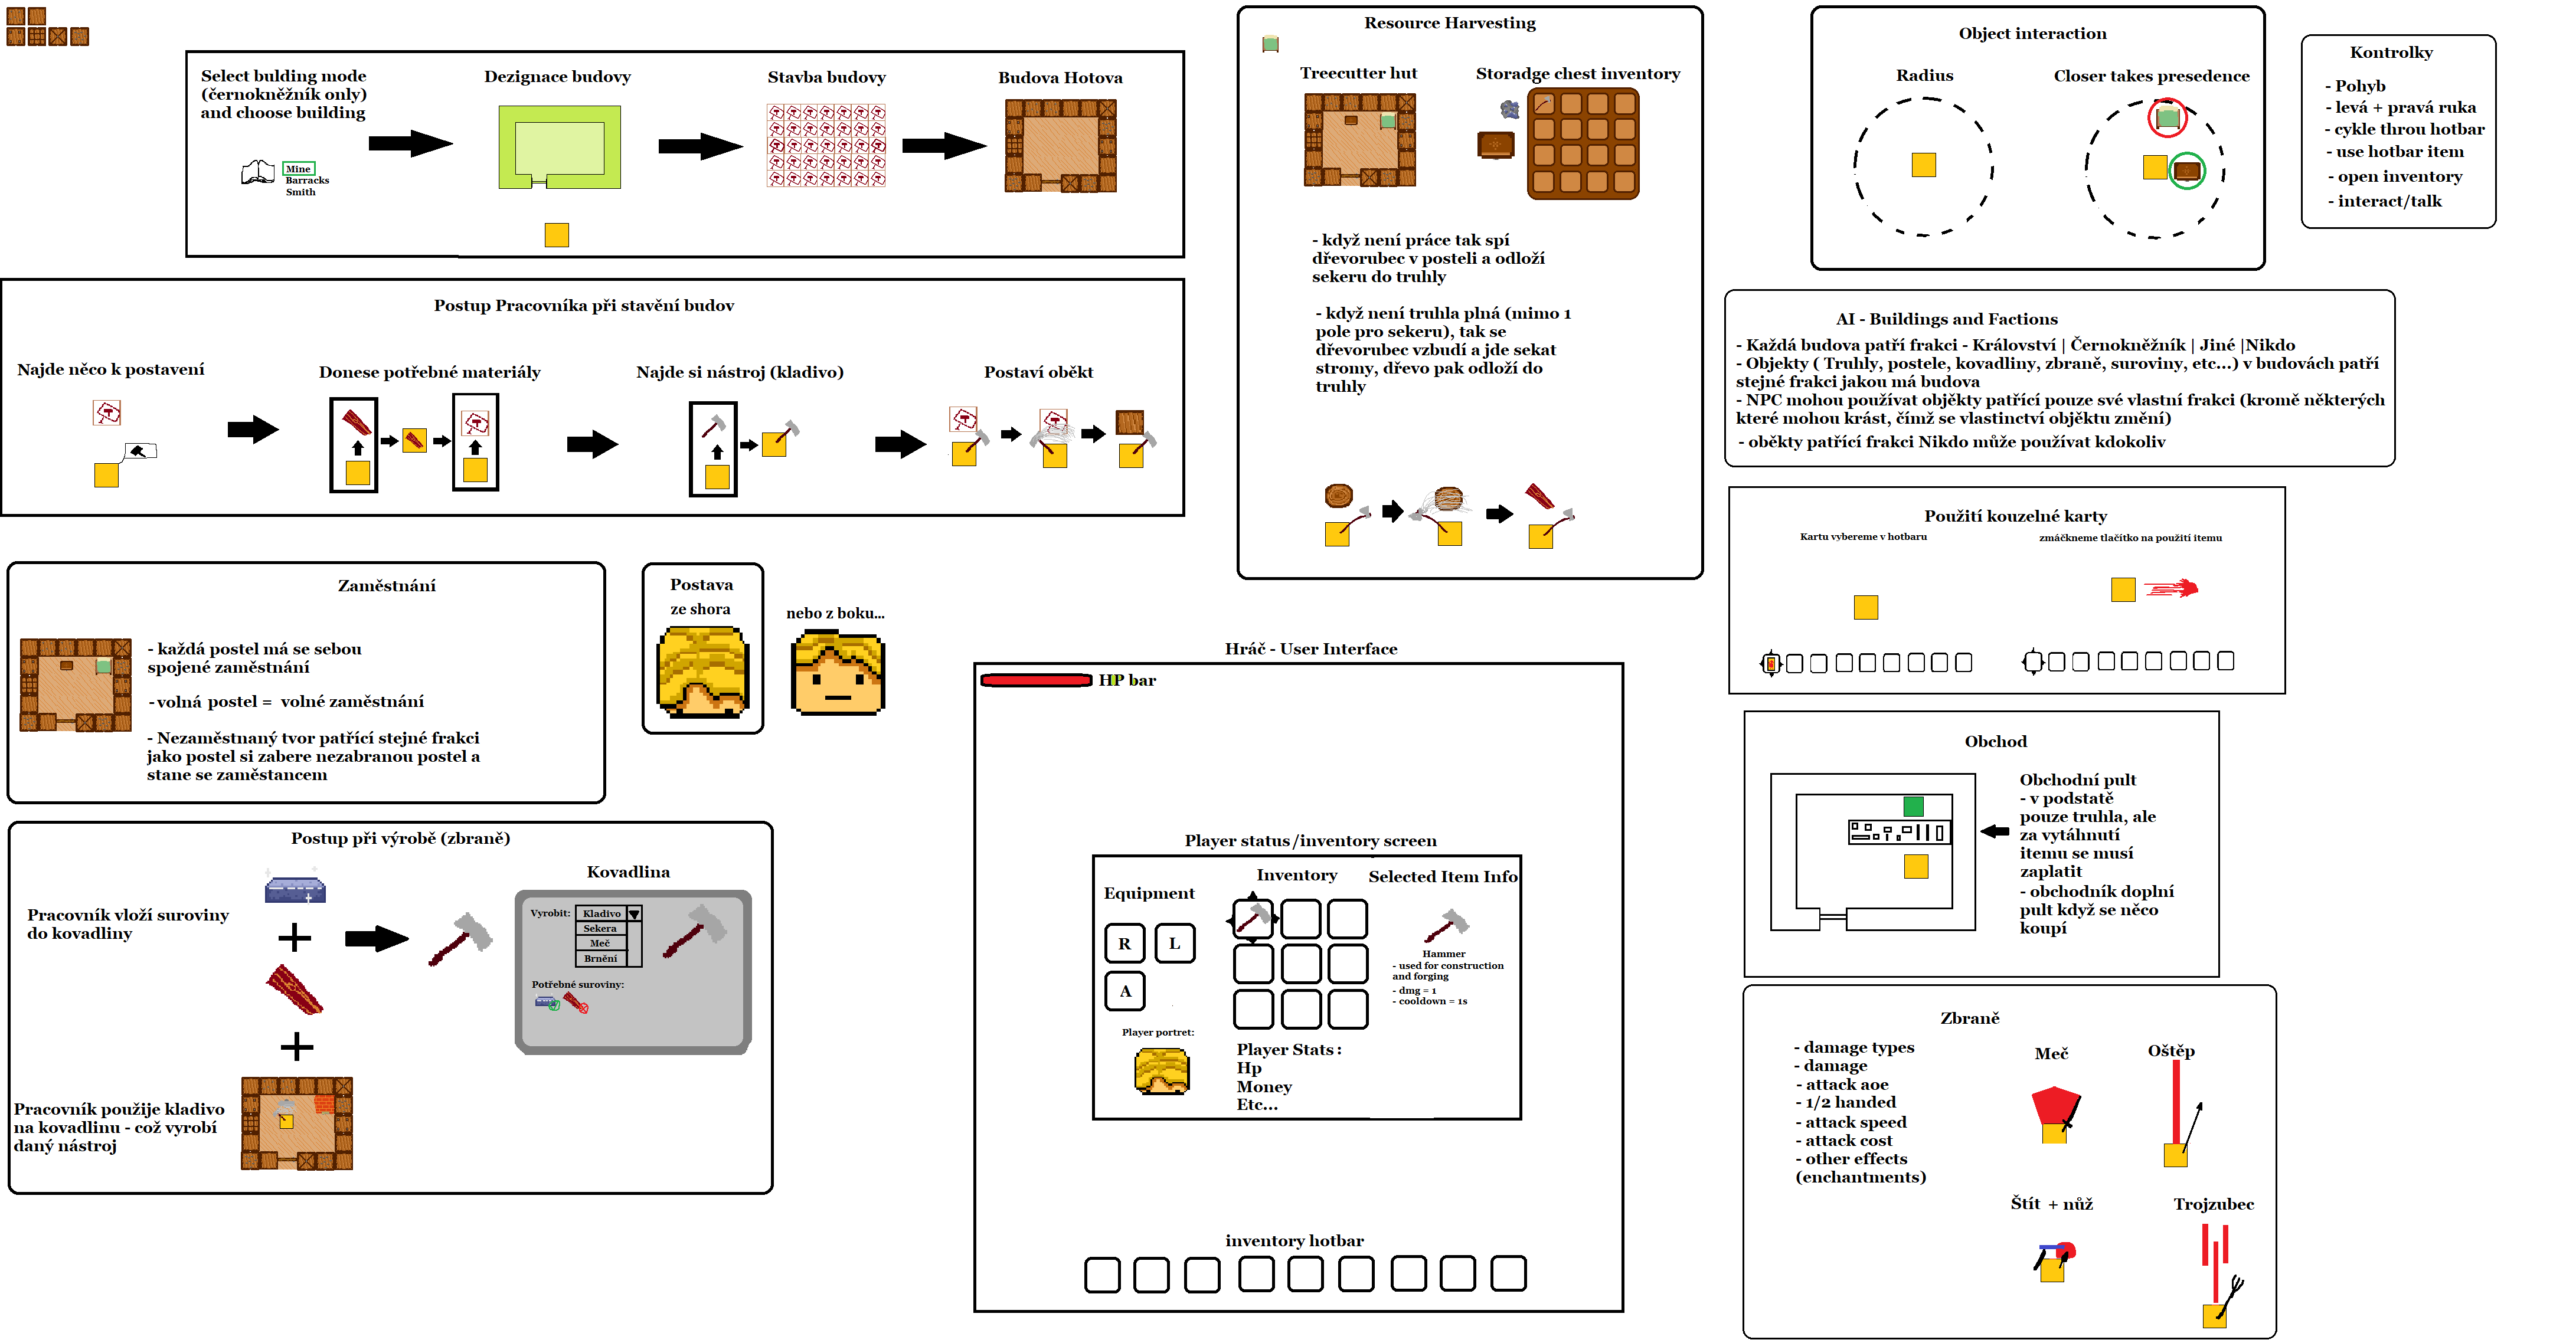 Select bulding mode
(černokněžník only)
and choose building
Mine
Barracks
Smith
Dezignace budovy
Stavba budovy
Budova Hotova
Postup Pracovníka při stavění budov
Najde něco k postavení
Donese potřebné materiály
Najde si nástroj (kladivo)
Postaví oběkt
Resource Harvesting
Treecutter hut
Storadge chest inventory
- když není práce tak spí
dřevorubec v posteli a odloží
sekeru do truhly
- když není truhla plná (mimo 1
pole pro sekeru), tak se
dřevorubec vzbudí a jde sekat
stromy, dřevo pak odloží do
truhly
Object interaction
Radius
Closer takes presedence
Kontrolky
- Pohyb
- levá + pravá ruka
- cykle throu hotbar
- use hotbar item
- open inventory
- interact/talk
AI - Buildings and Factions
- Každá budova patří frakci - Království | Černokněžník | Jiné |Nikdo
- Objekty ( Truhly, postele, kovadliny, zbraně, suroviny, etc...) v budovách patří
stejné frakci jakou má budova
- NPC mohou používat objěkty patřící pouze své vlastní frakci (kromě některých
které mohou krást, čímž se vlastinctví objěktu změní)
- oběkty patřící frakci Nikdo může používat kdokoliv
Použití kouzelné karty
Kartu vybereme v hotbaru
zmáčkneme tlačítko na použití itemu
Zaměstnání
- každá postel má se sebou
spojené zaměstnání
- volná postel = volné zaměstnání
- Nezaměstnaný tvor patřící stejné frakci
jako postel si zabere nezabranou postel a
stane se zaměstancem
Postava
ze shora
nebo z boku...
Hráč - User Interface
HP bar
Player status/inventory screen
Equipment
R
L
A
Player portret:
Inventory
Player Stats:
Hp
Money
Etc...
Selected Item Info
Hammer
- used for construction
and forging
- dmg = 1
- cooldown = 1s
inventory hotbar
Obchod
Obchodní pult
- v podstatě
pouze truhla, ale
za vytáhnutí
itemu se musí
zaplatit
- obchodník doplní
pult když se něco
koupí
Postup při výrobě (zbraně)
Pracovník vloží suroviny
do kovadliny
Pracovník použije kladivo
na kovadlinu - což vyrobí
daný nástroj
Kovadlina
Vyrobit:
Kladivo
Sekera
Meč
Brnění
Potřebné suroviny:
Zbraně
- damage types
- damage
- attack aoe
- 1/2 handed
- attack speed
- attack cost
- other effects
(enchantments)
Meč
Oštěp
Štít + nůž
Trojzubec